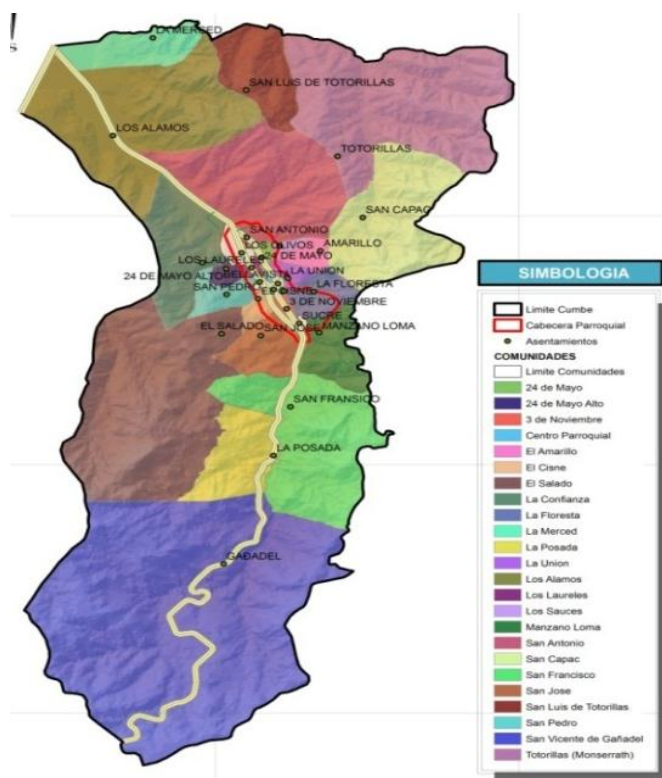 LA MERCED
SAN LUIS DE TOTORILLAS
LOS ALAMOS
TOTORILLAS
SAN CAPAC
SAN ANTONIO
LOS OLIVOS
AMARILLO
24 DE MAYO
LOS LAURELES
24 DE MAYO ALTO
BELLAVISTA
LA UNION
SAN PEDRO
EL CISNE
LA FLORESTA
3 DE NOVIEMBRE
SUCRE
EL SALADO
SAN JOSE
MANZANO LOMA
SAN FRANSICO
LA POSADA
GAÑADEL
SIMBOLOGIA
Limite Cumbe
Cabecera Parroquial
Asentamientos
COMUNIDADES
Limite Comunidades
24 de Mayo
24 de Mayo Alto
3 de Noviembre
Centro Parroquial
El Amarillo
El Cisne
El Salado
La Confianza
La Floresta
La Merced
La Posada
La Union
Los Alamos
Los Laureles
Los Sauces
Manzano Loma
San Antonio
San Capac
San Francisco
San Jose
San Luis de Totorillas
San Pedro
San Vicente de Gañadel
Totorillas (Monserrath)